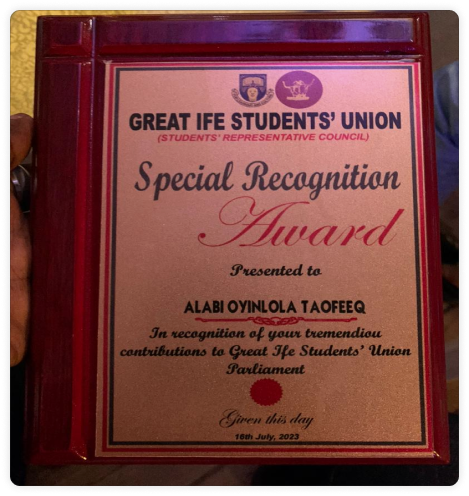 GREAT IFE STUDENTS' UNION
(STUDENTS' REPRESENTATIVE COUNCIL)
Special Recognition
Award
Presented to
ALABI OYINLOLA TAOFEEQ
In recognition of your tremendiou
contributions to Great Ife Students' Union
Parliament
Given this day
16th July, 2023